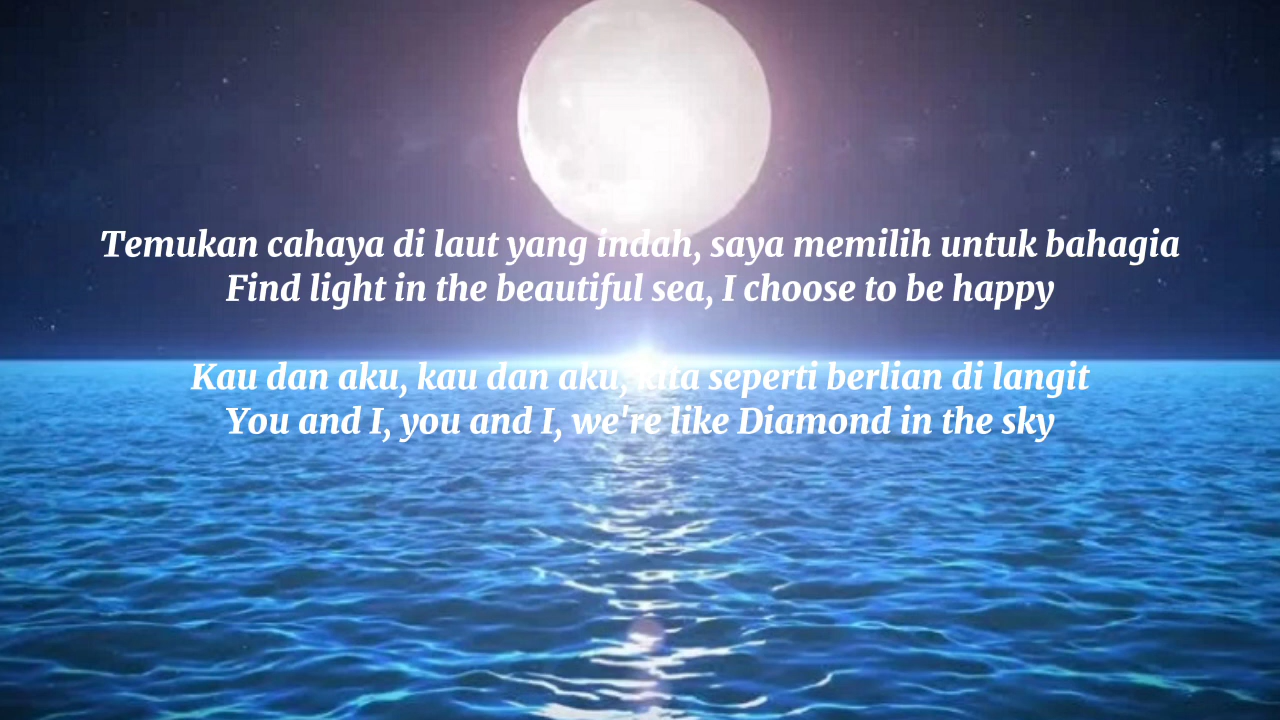 Temukan cahaya di laut yang indah, saya memilih untuk bahagia
Find light in the beautiful sea, I choose to be happy
Kau dan aku, kau dan aku, kita seperti berlian di langit
You and I, you and I, we're like Diamond in the sky